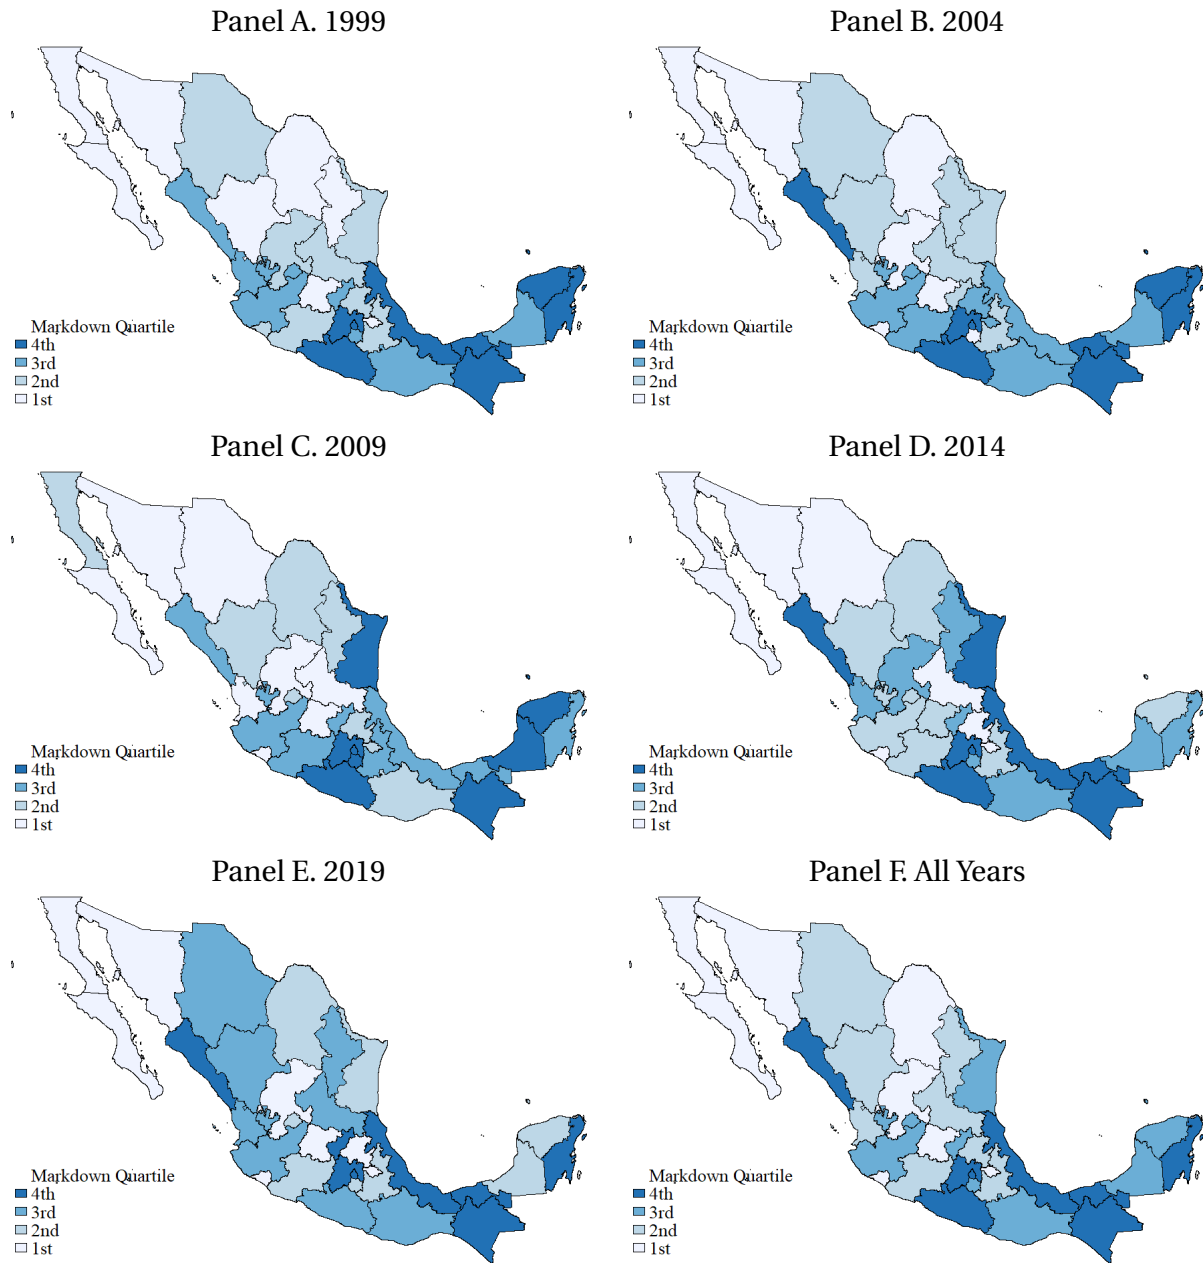 Panel A. 1999
Markdown Quartile
4th
3rd
2nd
1st
Panel B. 2004
Markdown Quartile
4th
3rd
2nd
1st
Panel C. 2009
Markdown Quartile
4th
3rd
2nd
1st
Panel D. 2014
Markdown Quartile
4th
3rd
2nd
1st
Panel E. 2019
Markdown Quartile
4th
3rd
2nd
1st
Panel F. All Years
Markdown Quartile
4th
3rd
2nd
1st